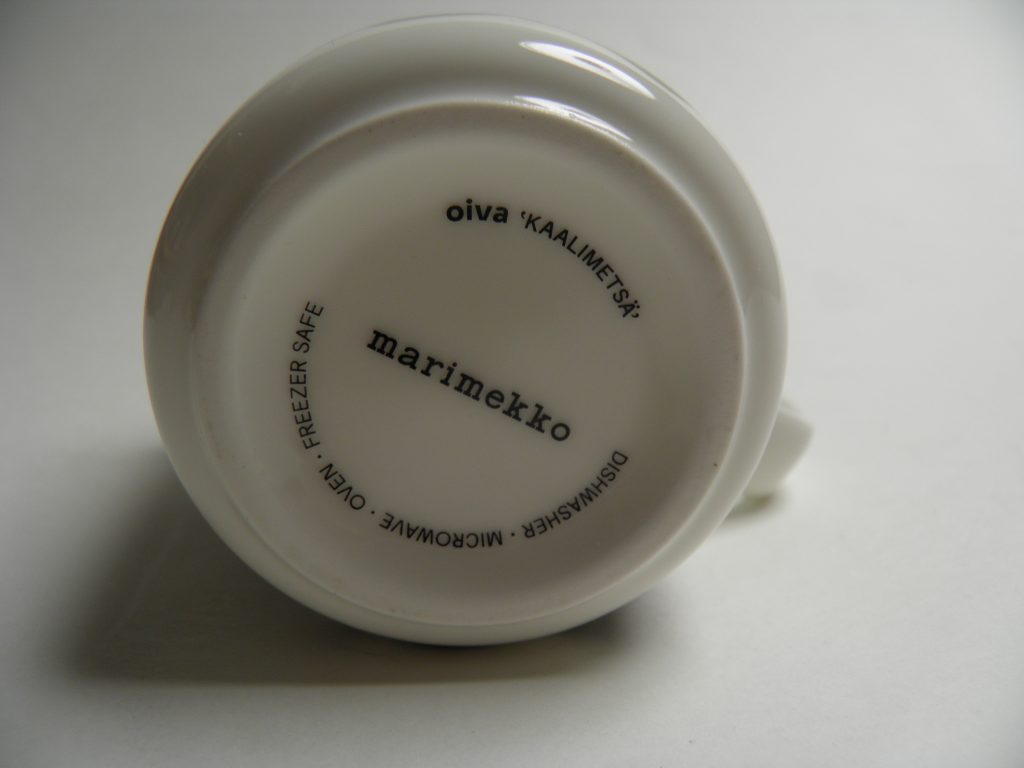 oiva ‘KAALIMETSÄ’
marimekko
DISHWASHER · MICROWAVE · OVEN · FREEZER SAFE